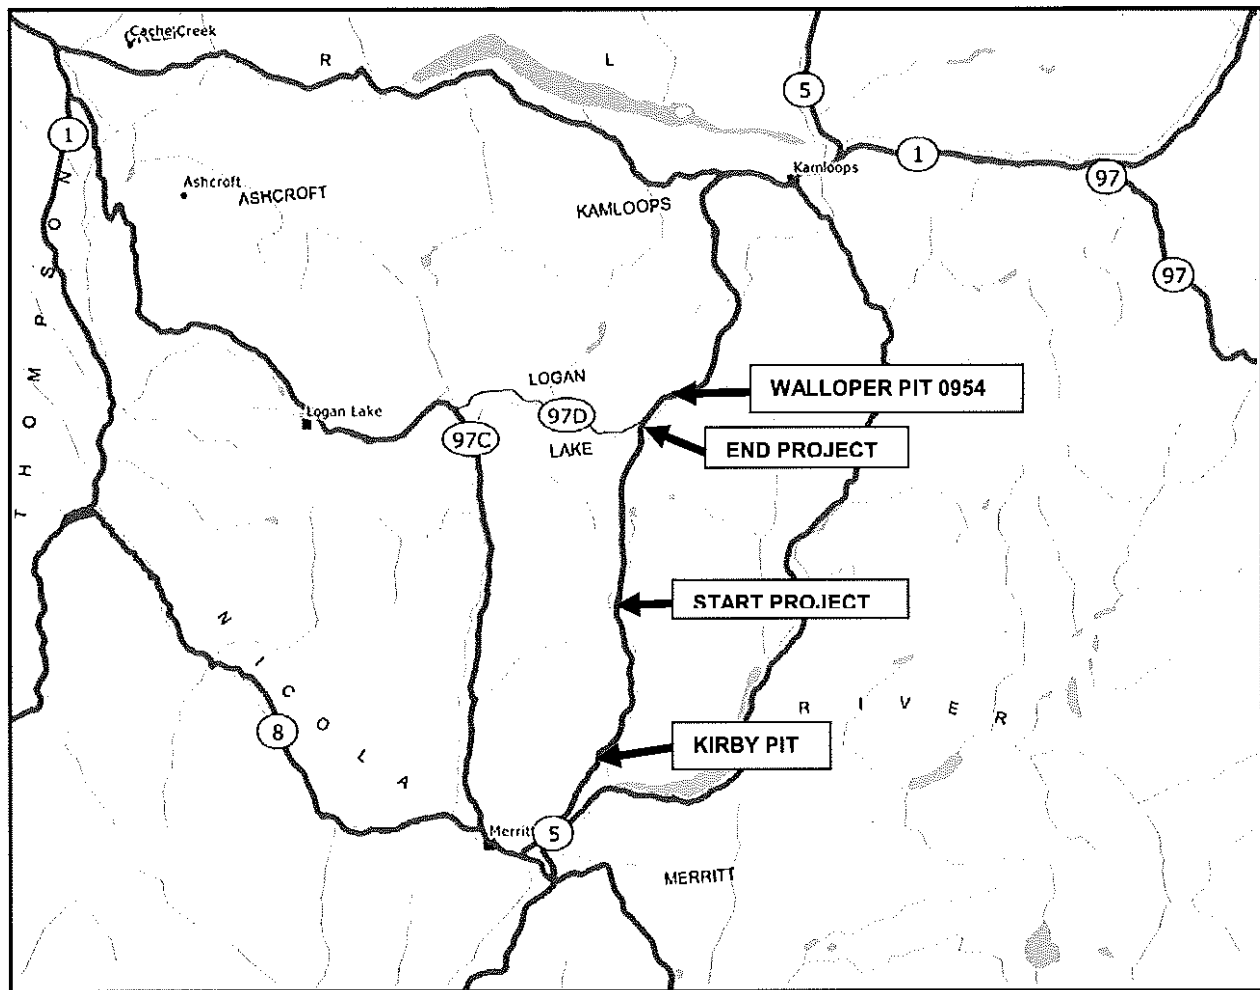 Cache Creek
R L
5
1
1
Kamloops
97
Ashcroft
ASHCROFT
KAMLOOPS
97
THOMPSON
LOGAN
WALLOPER PIT 0954
Logan Lake
97D
97C
LAKE
END PROJECT
START PROJECT
NICOLA
RIVER
8
KIRBY PIT
Merritt
5
MERRITT